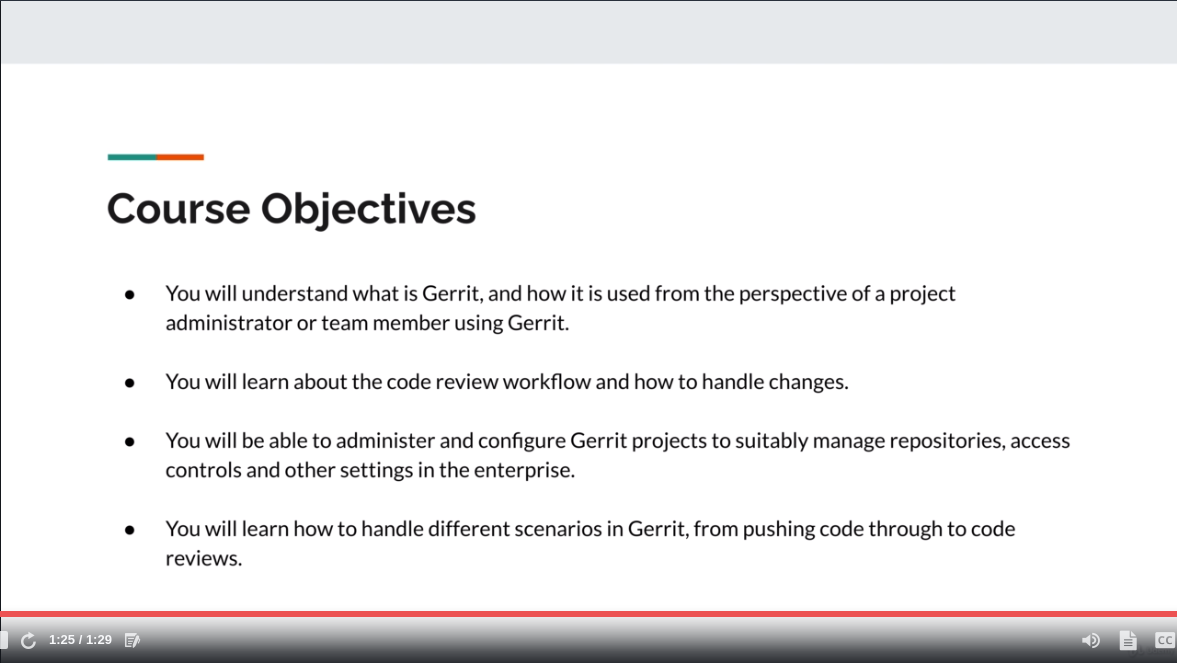 Course Objectives
● You will understand what is Gerrit, and how it is used from the perspective of a project
administrator or team member using Gerrit.
● You will learn about the code review workflow and how to handle changes.
● You will be able to administer and configure Gerrit projects to suitably manage repositories, access
controls and other settings in the enterprise.
● You will learn how to handle different scenarios in Gerrit, from pushing code through to code
reviews.
1:25 / 1:29
CC